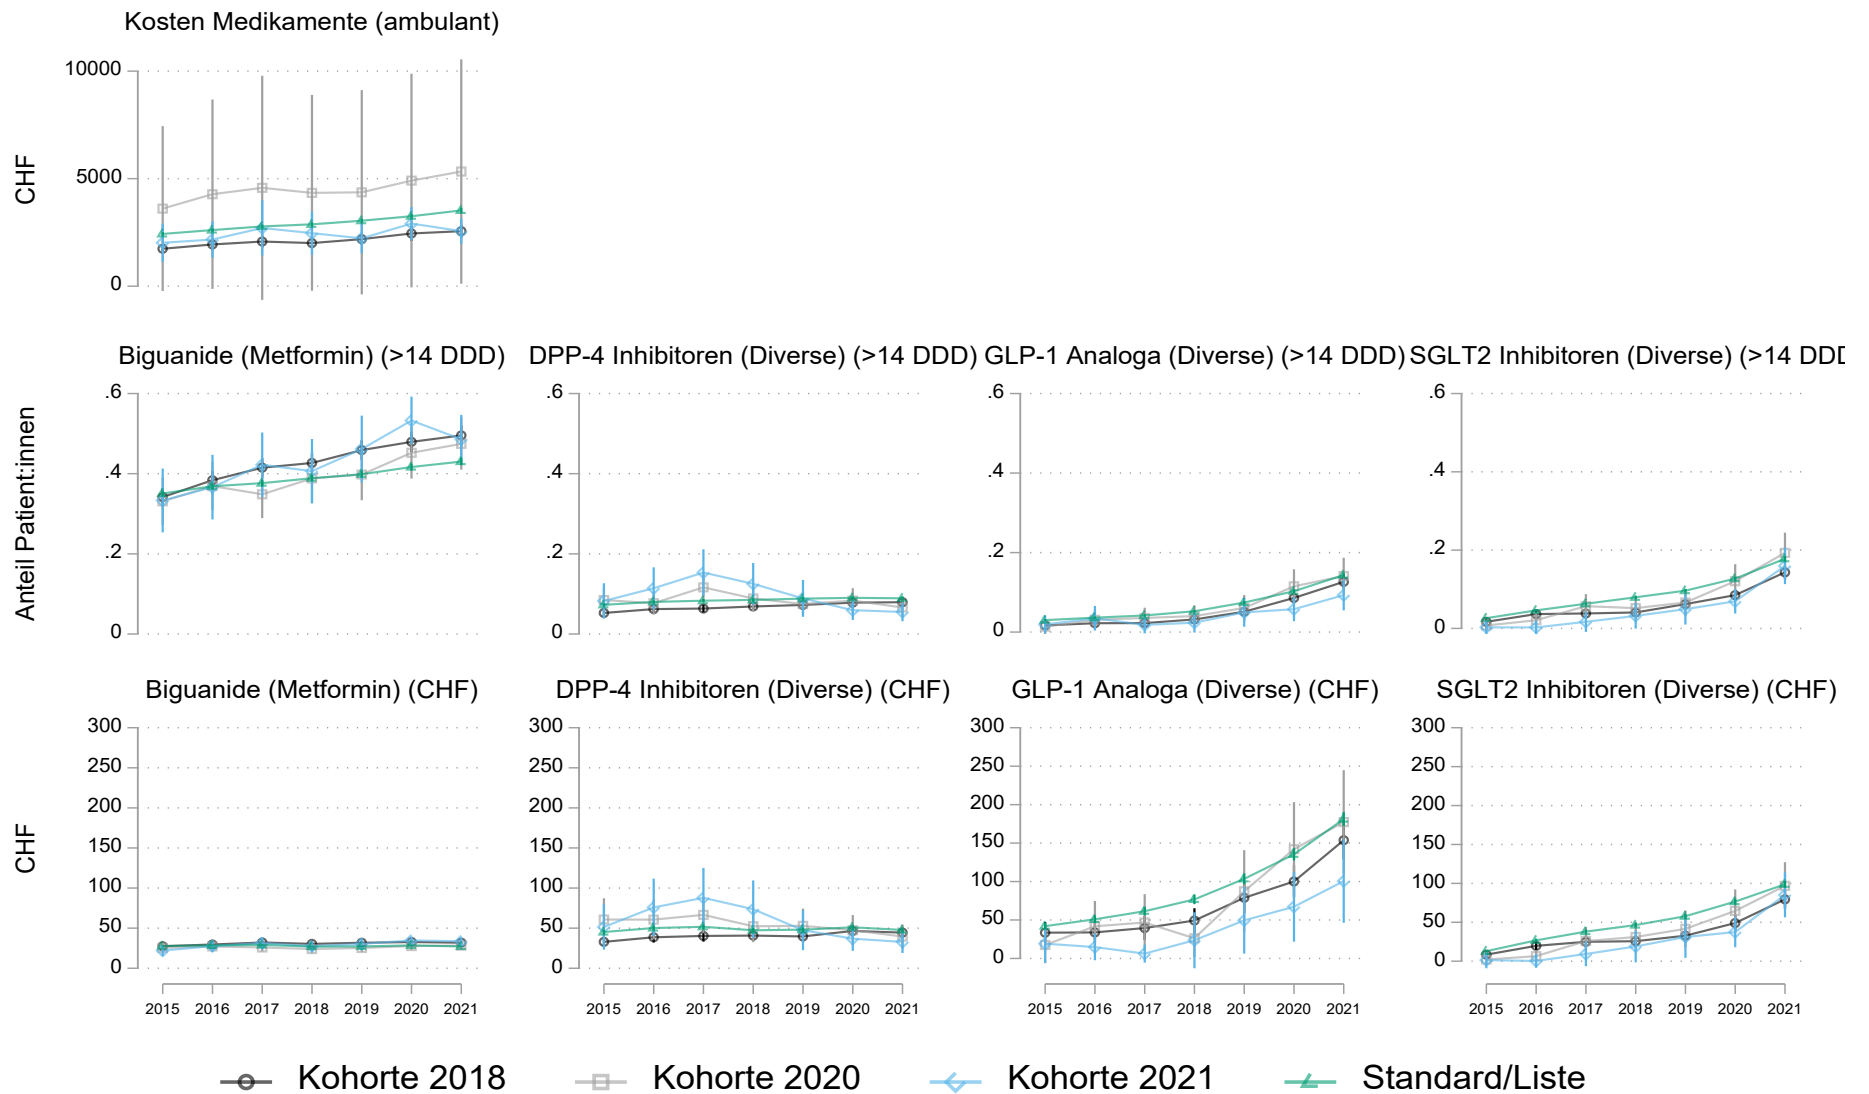 Kosten Medikamente (ambulant)
CHF
10000
5000
0
Biguanide (Metformin) (>14 DDD)
DPP-4 Inhibitoren (Diverse) (>14 DDD)
GLP-1 Analoga (Diverse) (>14 DDD)
SGLT2 Inhibitoren (Diverse) (>14 DDD
Anteil Patient:innen
.6
.4
.2
0
.6
.4
.2
0
.6
.4
.2
0
.6
.4
.2
0
Biguanide (Metformin) (CHF)
DPP-4 Inhibitoren (Diverse) (CHF)
GLP-1 Analoga (Diverse) (CHF)
SGLT2 Inhibitoren (Diverse) (CHF)
CHF
300
250
200
150
100
50
0
300
250
200
150
100
50
0
300
250
200
150
100
50
0
300
250
200
150
100
50
0
2015 2016 2017 2018 2019 2020 2021
2015 2016 2017 2018 2019 2020 2021
2015 2016 2017 2018 2019 2020 2021
2015 2016 2017 2018 2019 2020 2021
Kohorte 2018
Kohorte 2020
Kohorte 2021
Standard/Liste